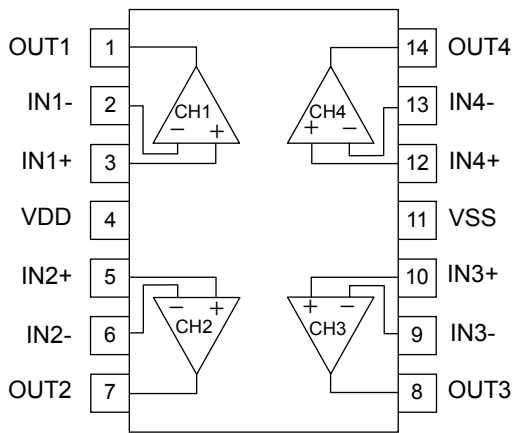 OUT1 1 14 OUT4
IN1- 2 CH1 CH4 13 IN4-
− + + −
IN1+ 3 12 IN4+
VDD 4 11 VSS
IN2+ 5 10 IN3+
− + + −
IN2- 6 CH2 CH3 9 IN3-
OUT2 7 8 OUT3